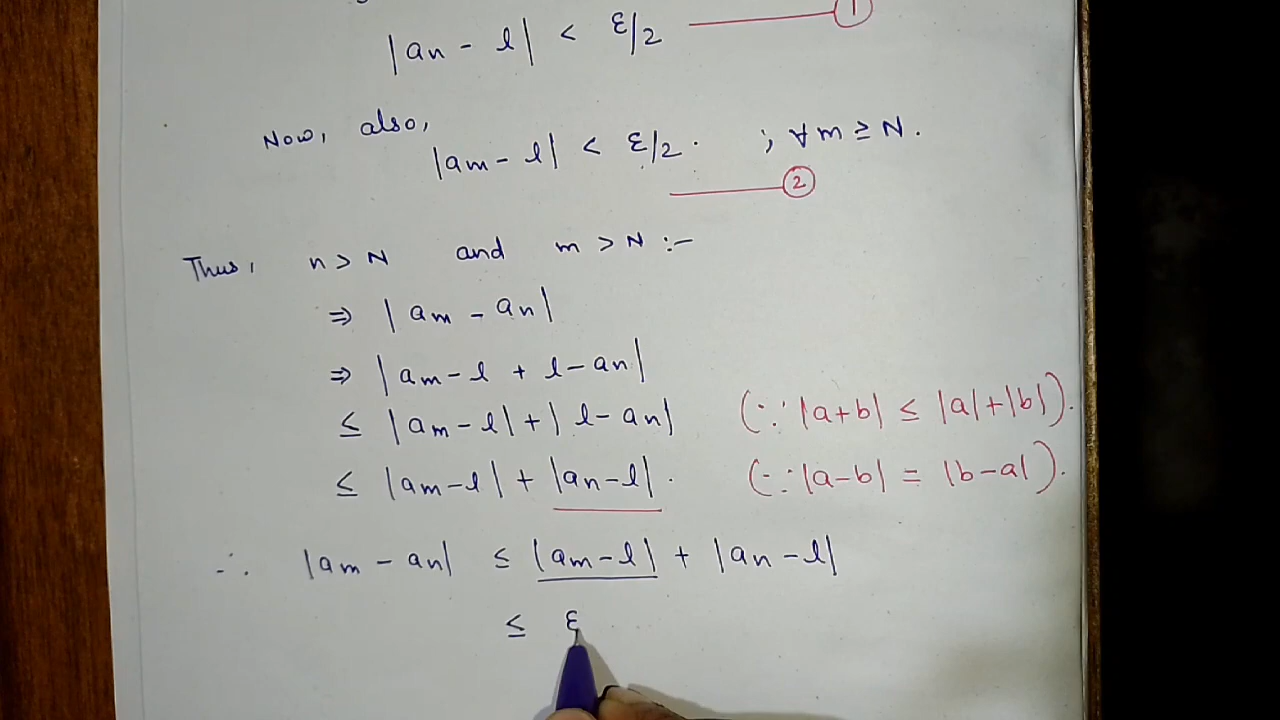 |an - l| < ε/2 ——— ①
Now, also,
|am - l| < ε/2. ; ∀ m ≥ N.
——— ②
Thus, n > N and m > N :-
⇒ |am - an|
⇒ |am - l + l - an|
≤ |am - l| + |l - an| (∵ |a+b| ≤ |a|+|b|).
≤ |am - l| + |an - l|. (∵ |a-b| = |b-a|).
∴ |am - an| ≤ |am - l| + |an - l|
≤ ε